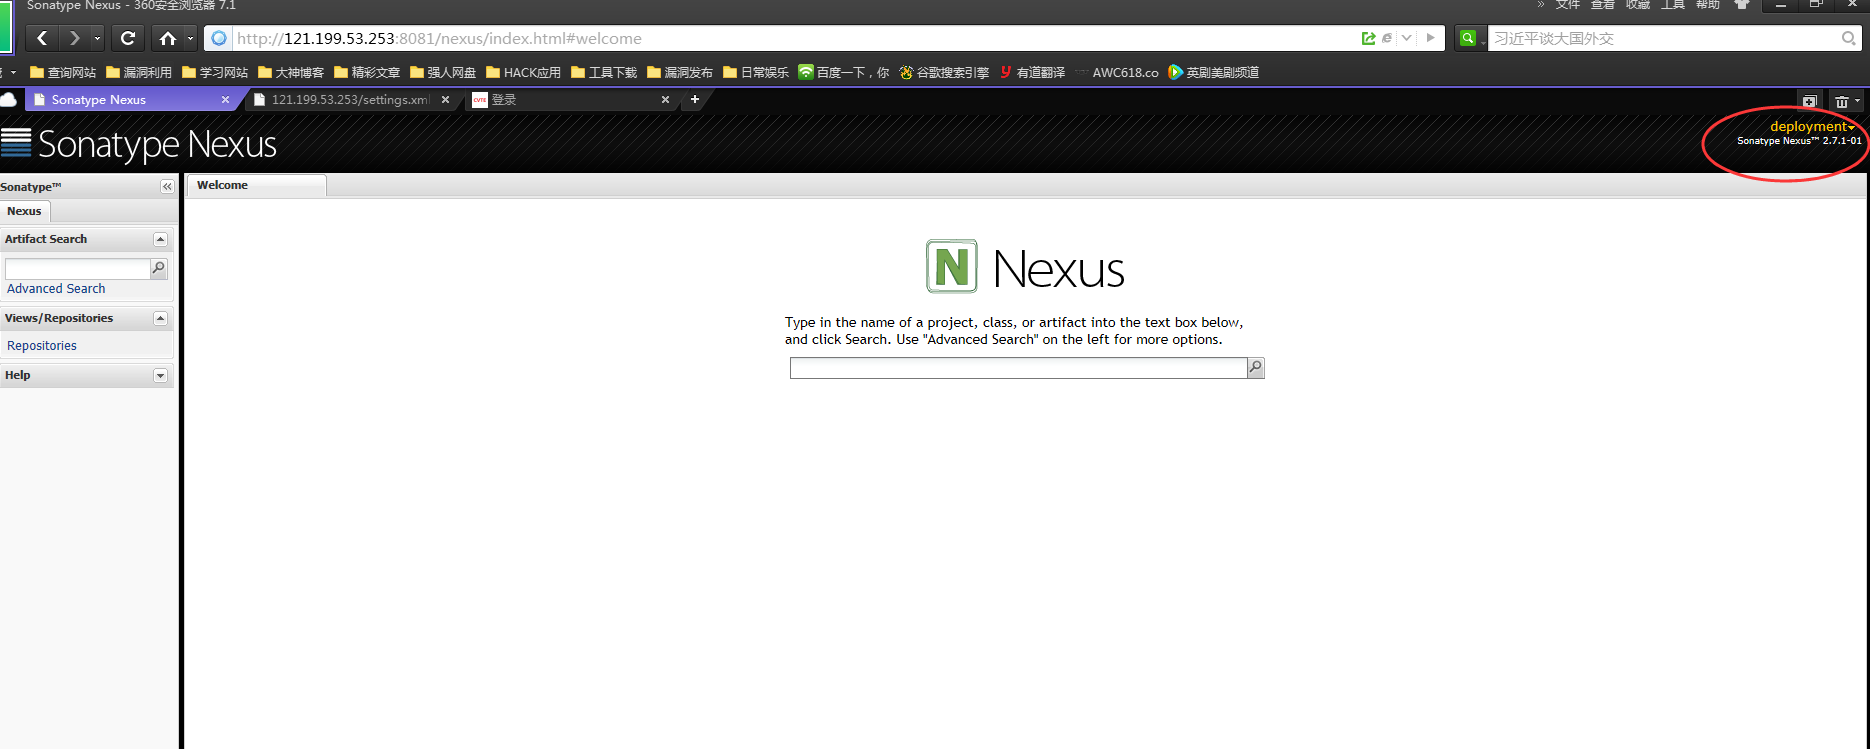 Sonatype Nexus - 360安全浏览器 7.1
» 文件 查看 收藏 工具 帮助
http://121.199.53.253:8081/nexus/index.html#welcome
习近平谈大国外交
查询网站 漏洞利用 学习网站 大神博客 精彩文章 强人网盘 HACK应用 工具下载 漏洞发布 日常娱乐 百度一下，你 谷歌搜索引擎 有道翻译 AWC618.co 英剧美剧频道
Sonatype Nexus
121.199.53.253/settings.xml
CVTE 登录
Sonatype Nexus
deployment
Sonatype Nexus™ 2.7.1-01
Sonatype™
Welcome
Nexus
Artifact Search
Advanced Search
Views/Repositories
Repositories
Help
N Nexus
Type in the name of a project, class, or artifact into the text box below,
and click Search. Use "Advanced Search" on the left for more options.